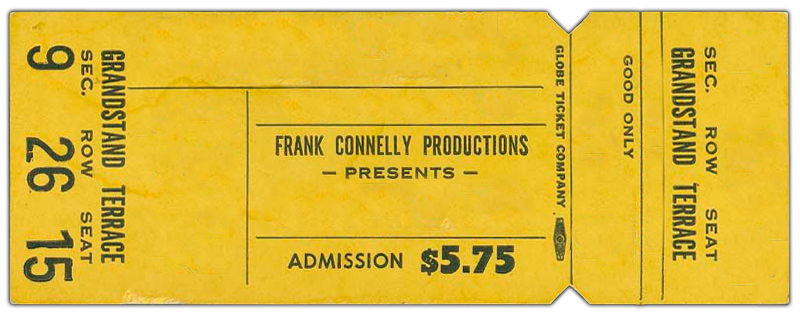 GRANDSTAND TERRACE
SEC. ROW SEAT
9 26 15
FRANK CONNELLY PRODUCTIONS
— PRESENTS —
ADMISSION $5.75
GLOBE TICKET COMPANY
GOOD ONLY
SEC. ROW SEAT
GRANDSTAND TERRACE